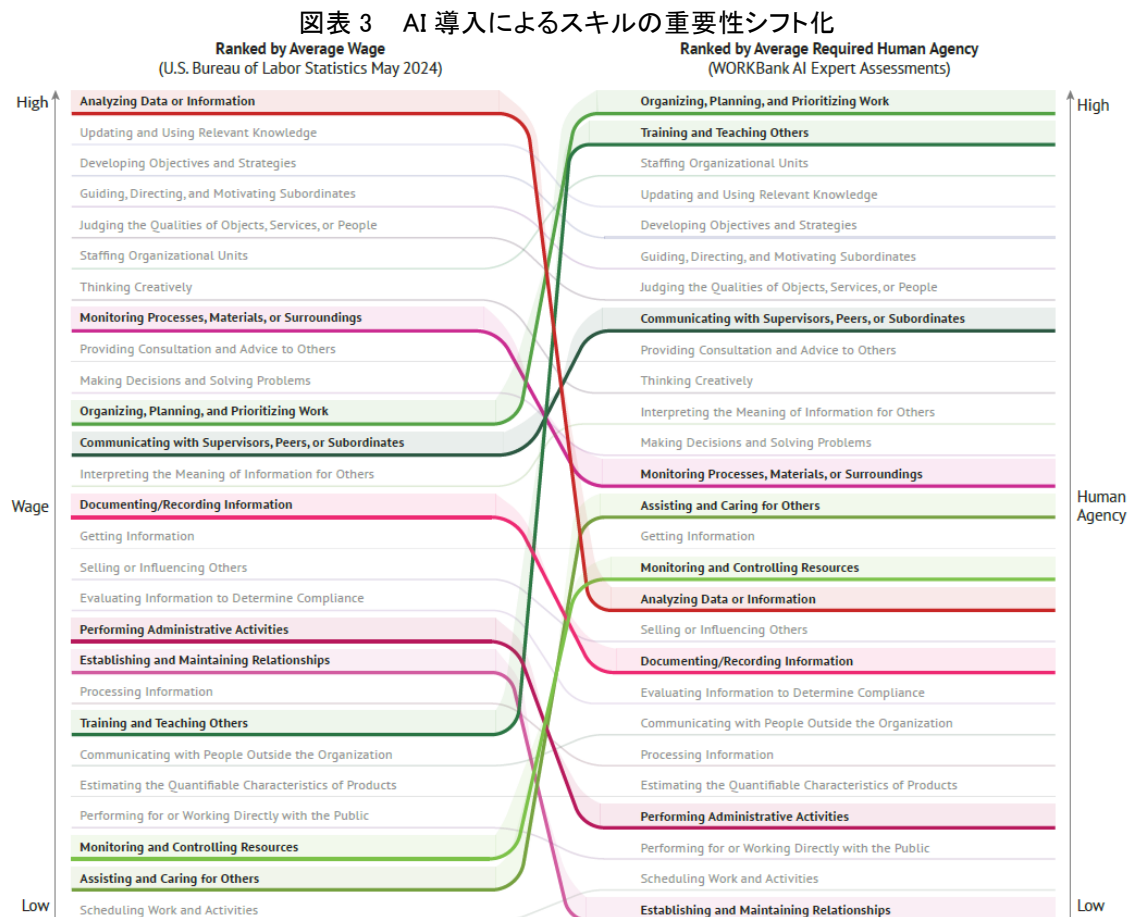 図表 3　AI 導入によるスキルの重要性シフト化
Ranked by Average Wage
(U.S. Bureau of Labor Statistics May 2024)
High
Analyzing Data or Information
Updating and Using Relevant Knowledge
Developing Objectives and Strategies
Guiding, Directing, and Motivating Subordinates
Judging the Qualities of Objects, Services, or People
Staffing Organizational Units
Thinking Creatively
Monitoring Processes, Materials, or Surroundings
Providing Consultation and Advice to Others
Making Decisions and Solving Problems
Organizing, Planning, and Prioritizing Work
Communicating with Supervisors, Peers, or Subordinates
Interpreting the Meaning of Information for Others
Wage
Documenting/Recording Information
Getting Information
Selling or Influencing Others
Evaluating Information to Determine Compliance
Performing Administrative Activities
Establishing and Maintaining Relationships
Processing Information
Training and Teaching Others
Communicating with People Outside the Organization
Estimating the Quantifiable Characteristics of Products
Performing for or Working Directly with the Public
Monitoring and Controlling Resources
Assisting and Caring for Others
Low
Scheduling Work and Activities
Ranked by Average Required Human Agency
(WORKBank AI Expert Assessments)
High
Organizing, Planning, and Prioritizing Work
Training and Teaching Others
Staffing Organizational Units
Updating and Using Relevant Knowledge
Developing Objectives and Strategies
Guiding, Directing, and Motivating Subordinates
Judging the Qualities of Objects, Services, or People
Communicating with Supervisors, Peers, or Subordinates
Providing Consultation and Advice to Others
Thinking Creatively
Interpreting the Meaning of Information for Others
Making Decisions and Solving Problems
Monitoring Processes, Materials, or Surroundings
Assisting and Caring for Others
Human
Agency
Getting Information
Monitoring and Controlling Resources
Analyzing Data or Information
Selling or Influencing Others
Documenting/Recording Information
Evaluating Information to Determine Compliance
Communicating with People Outside the Organization
Processing Information
Estimating the Quantifiable Characteristics of Products
Performing Administrative Activities
Performing for or Working Directly with the Public
Scheduling Work and Activities
Establishing and Maintaining Relationships
Low